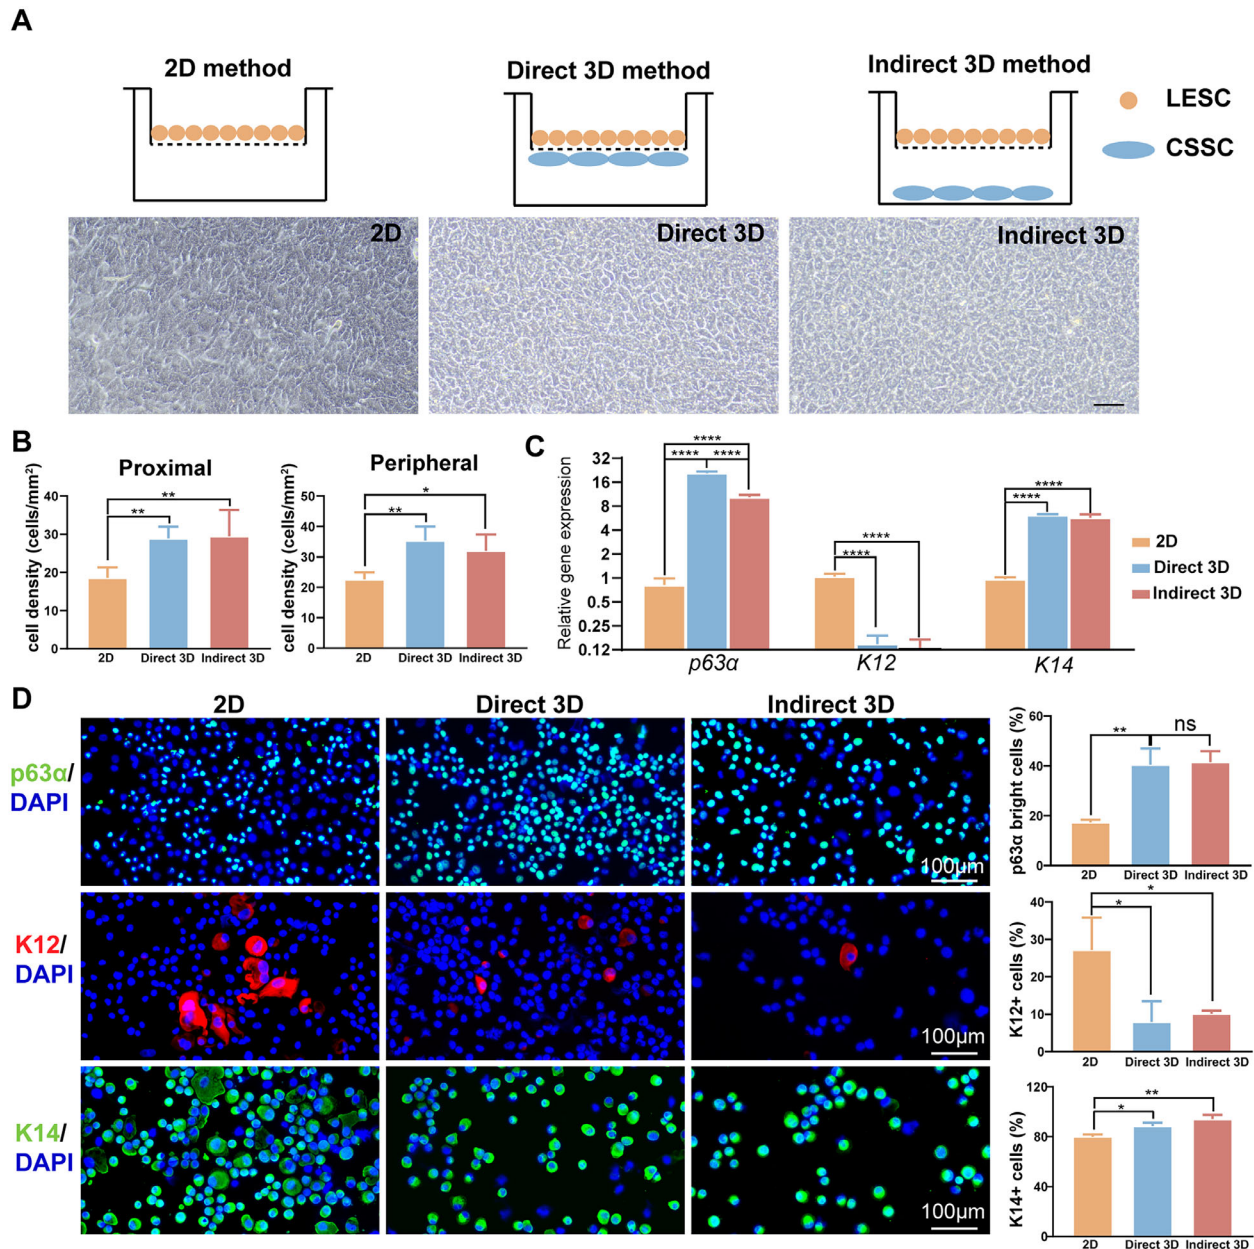 A
2D method
Direct 3D method
Indirect 3D method
LESC
CSSC
2D
Direct 3D
Indirect 3D
B
Proximal
cell density (cells/mm²)
40
30
20
10
0
2D
Direct 3D
Indirect 3D
Peripheral
cell density (cells/mm²)
50
40
30
20
10
0
2D
Direct 3D
Indirect 3D
**
**
*
**
C
Relative gene expression
32
16
8
4
2
1
0.5
0.25
0.12
****
**** ****
****
****
****
****
p63α
K12
K14
2D
Direct 3D
Indirect 3D
D
2D
Direct 3D
Indirect 3D
p63α/
DAPI
100μm
p63α bright cells (%)
60
40
20
0
**
ns
2D
Direct 3D
Indirect 3D
K12/
DAPI
100μm
K12+ cells (%)
40
30
20
10
0
*
*
2D
Direct 3D
Indirect 3D
K14/
DAPI
100μm
K14+ cells (%)
120
80
40
0
**
*
2D
Direct 3D
Indirect 3D